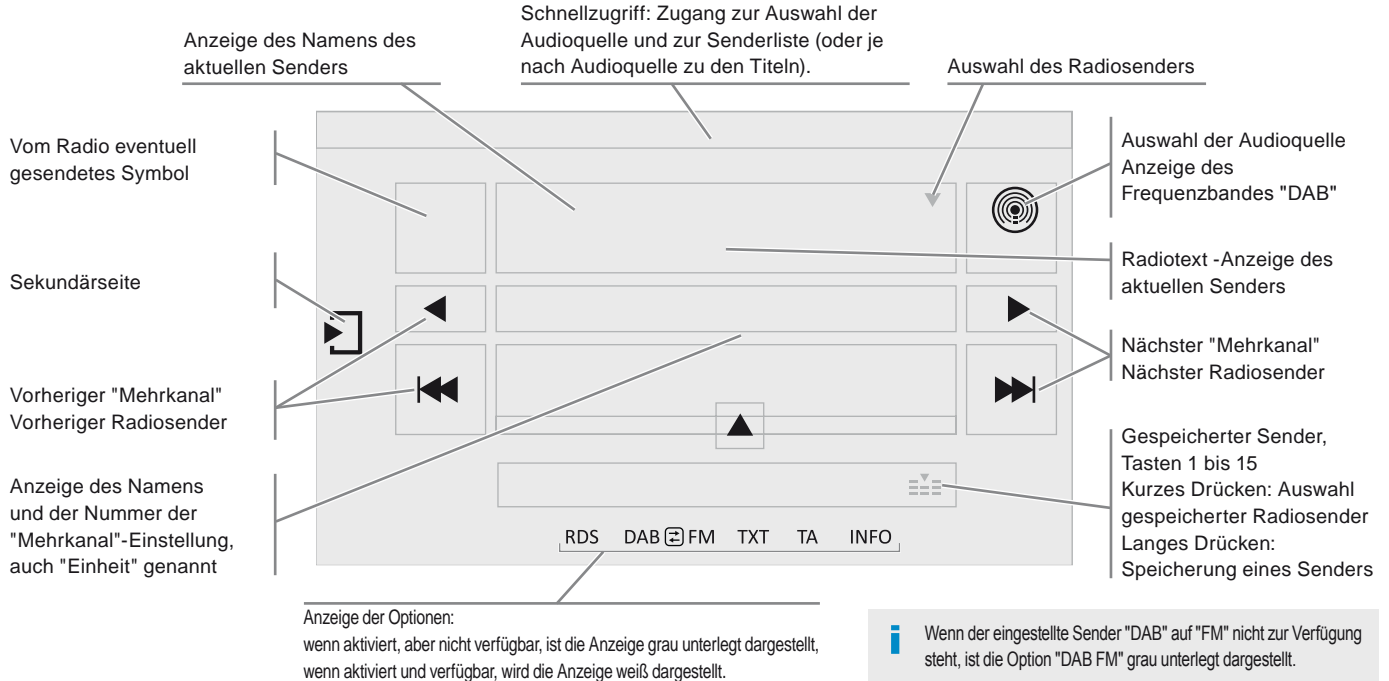 Schnellzugriff: Zugang zur Auswahl der
Audioquelle und zur Senderliste (oder je
nach Audioquelle zu den Titeln).
Anzeige des Namens des
aktuellen Senders
Auswahl des Radiosenders
Vom Radio eventuell
gesendetes Symbol
Auswahl der Audioquelle
Anzeige des
Frequenzbandes "DAB"
Radiotext -Anzeige des
aktuellen Senders
Sekundärseite
Nächster "Mehrkanal"
Nächster Radiosender
Vorheriger "Mehrkanal"
Vorheriger Radiosender
Gespeicherter Sender,
Tasten 1 bis 15
Kurzes Drücken: Auswahl
gespeicherter Radiosender
Langes Drücken:
Speicherung eines Senders
Anzeige des Namens
und der Nummer der
"Mehrkanal"-Einstellung,
auch "Einheit" genannt
RDS DAB FM TXT TA INFO
Anzeige der Optionen:
wenn aktiviert, aber nicht verfügbar, ist die Anzeige grau unterlegt dargestellt,
wenn aktiviert und verfügbar, wird die Anzeige weiß dargestellt.
i
Wenn der eingestellte Sender "DAB" auf "FM" nicht zur Verfügung
steht, ist die Option "DAB FM" grau unterlegt dargestellt.